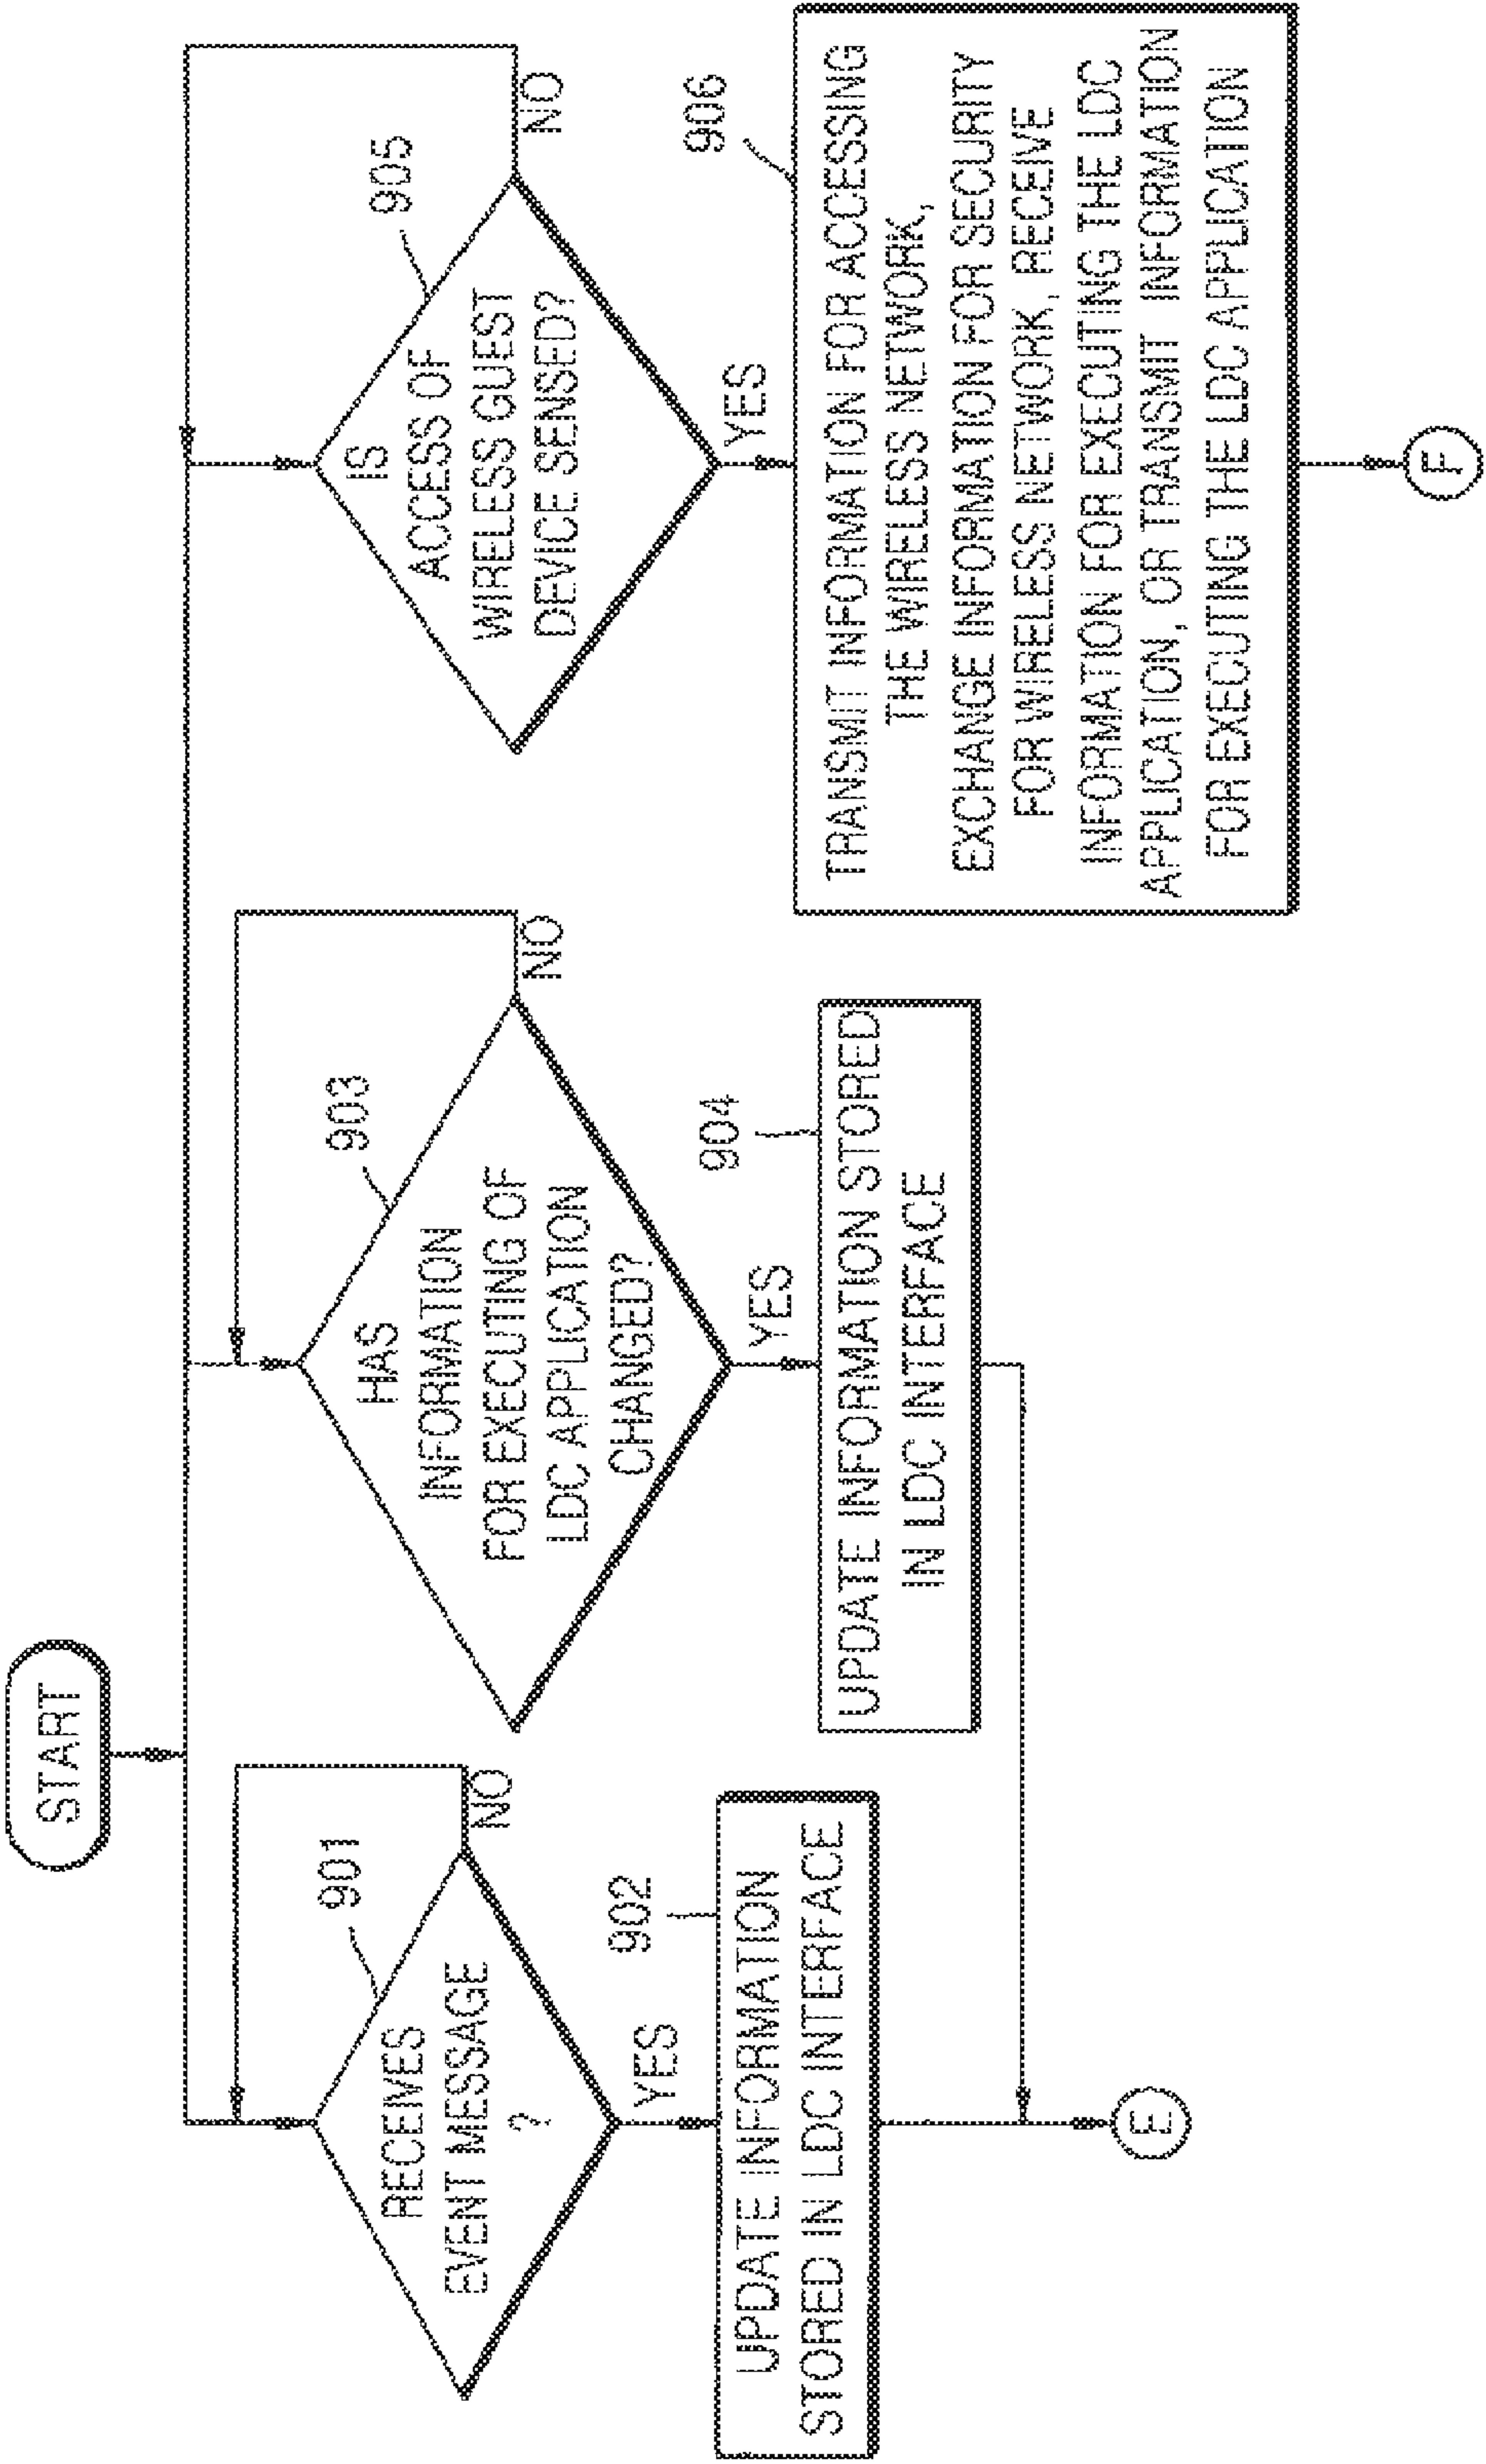 START
901
RECEIVES
EVENT MESSAGE
?
NO
YES
902
UPDATE INFORMATION
STORED IN LDC INTERFACE
E
903
HAS
INFORMATION
FOR EXECUTING OF
LDC APPLICATION
CHANGED?
NO
YES
904
UPDATE INFORMATION STORED
IN LDC INTERFACE
905
IS
ACCESS OF
WIRELESS GUEST
DEVICE SENSED?
NO
YES
906
TRANSMIT INFORMATION FOR ACCESSING
THE WIRELESS NETWORK,
EXCHANGE INFORMATION FOR SECURITY
FOR WIRELESS NETWORK, RECEIVE
INFORMATION FOR EXECUTING THE LDC
APPLICATION, OR TRANSMIT INFORMATION
FOR EXECUTING THE LDC APPLICATION
F